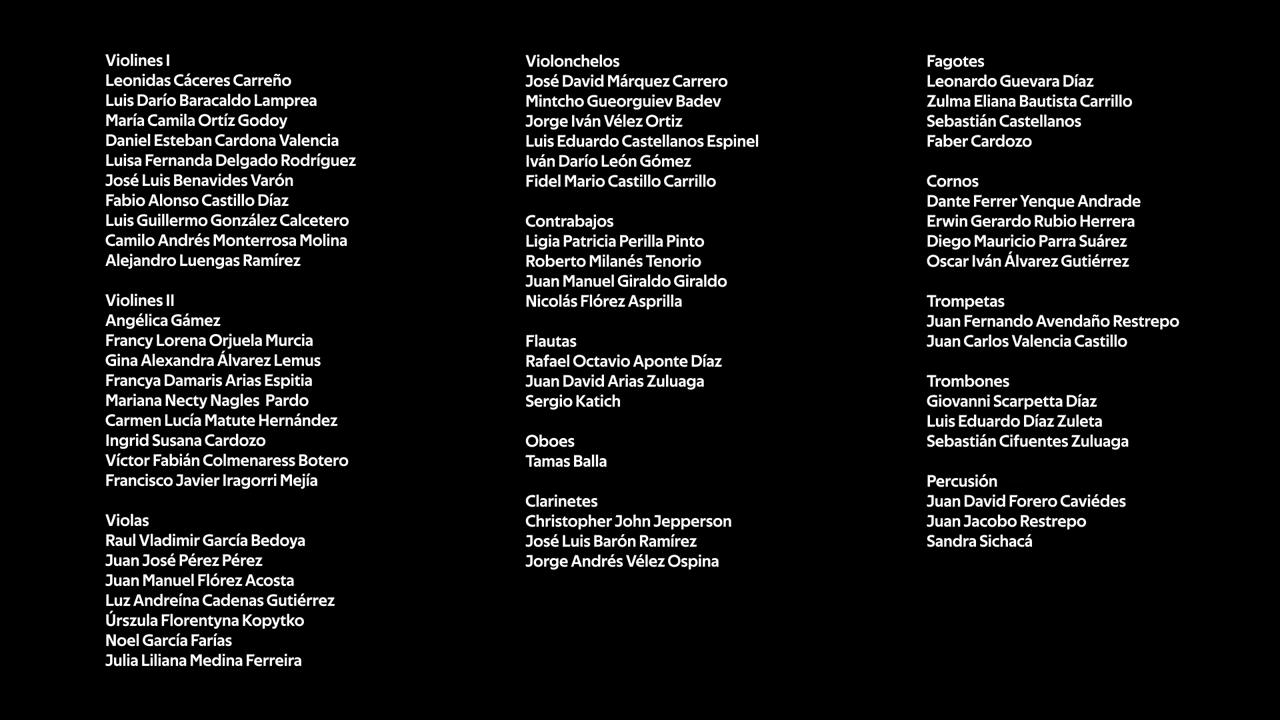 Violines I
Leonidas Cáceres Carreño
Luis Darío Baracaldo Lamprea
María Camila Ortíz Godoy
Daniel Esteban Cardona Valencia
Luisa Fernanda Delgado Rodríguez
José Luis Benavides Varón
Fabio Alonso Castillo Díaz
Luis Guillermo González Calcetero
Camilo Andrés Monterrosa Molina
Alejandro Luengas Ramírez

Violines II
Angélica Gámez
Francy Lorena Orjuela Murcia
Gina Alexandra Álvarez Lemus
Francya Damaris Arias Espitia
Mariana Necty Nagles  Pardo
Carmen Lucía Matute Hernández
Ingrid Susana Cardozo
Víctor Fabián Colmenaress Botero
Francisco Javier Iragorri Mejía

Violas
Raul Vladimir García Bedoya
Juan José Pérez Pérez
Juan Manuel Flórez Acosta
Luz Andreína Cadenas Gutiérrez
Úrszula Florentyna Kopytko
Noel García Farías
Julia Liliana Medina Ferreira

Violonchelos
José David Márquez Carrero
Mintcho Gueorguiev Badev
Jorge Iván Vélez Ortiz
Luis Eduardo Castellanos Espinel
Iván Darío León Gómez
Fidel Mario Castillo Carrillo

Contrabajos
Ligia Patricia Perilla Pinto
Roberto Milanés Tenorio
Juan Manuel Giraldo Giraldo
Nicolás Flórez Asprilla

Flautas
Rafael Octavio Aponte Díaz
Juan David Arias Zuluaga
Sergio Katich

Oboes
Tamas Balla

Clarinetes
Christopher John Jepperson
José Luis Barón Ramírez
Jorge Andrés Vélez Ospina

Fagotes
Leonardo Guevara Díaz
Zulma Eliana Bautista Carrillo
Sebastián Castellanos
Faber Cardozo

Cornos
Dante Ferrer Yenque Andrade
Erwin Gerardo Rubio Herrera
Diego Mauricio Parra Suárez
Oscar Iván Álvarez Gutiérrez

Trompetas
Juan Fernando Avendaño Restrepo
Juan Carlos Valencia Castillo

Trombones
Giovanni Scarpetta Díaz
Luis Eduardo Díaz Zuleta
Sebastián Cifuentes Zuluaga

Percusión
Juan David Forero Caviédes
Juan Jacobo Restrepo
Sandra Sichacá